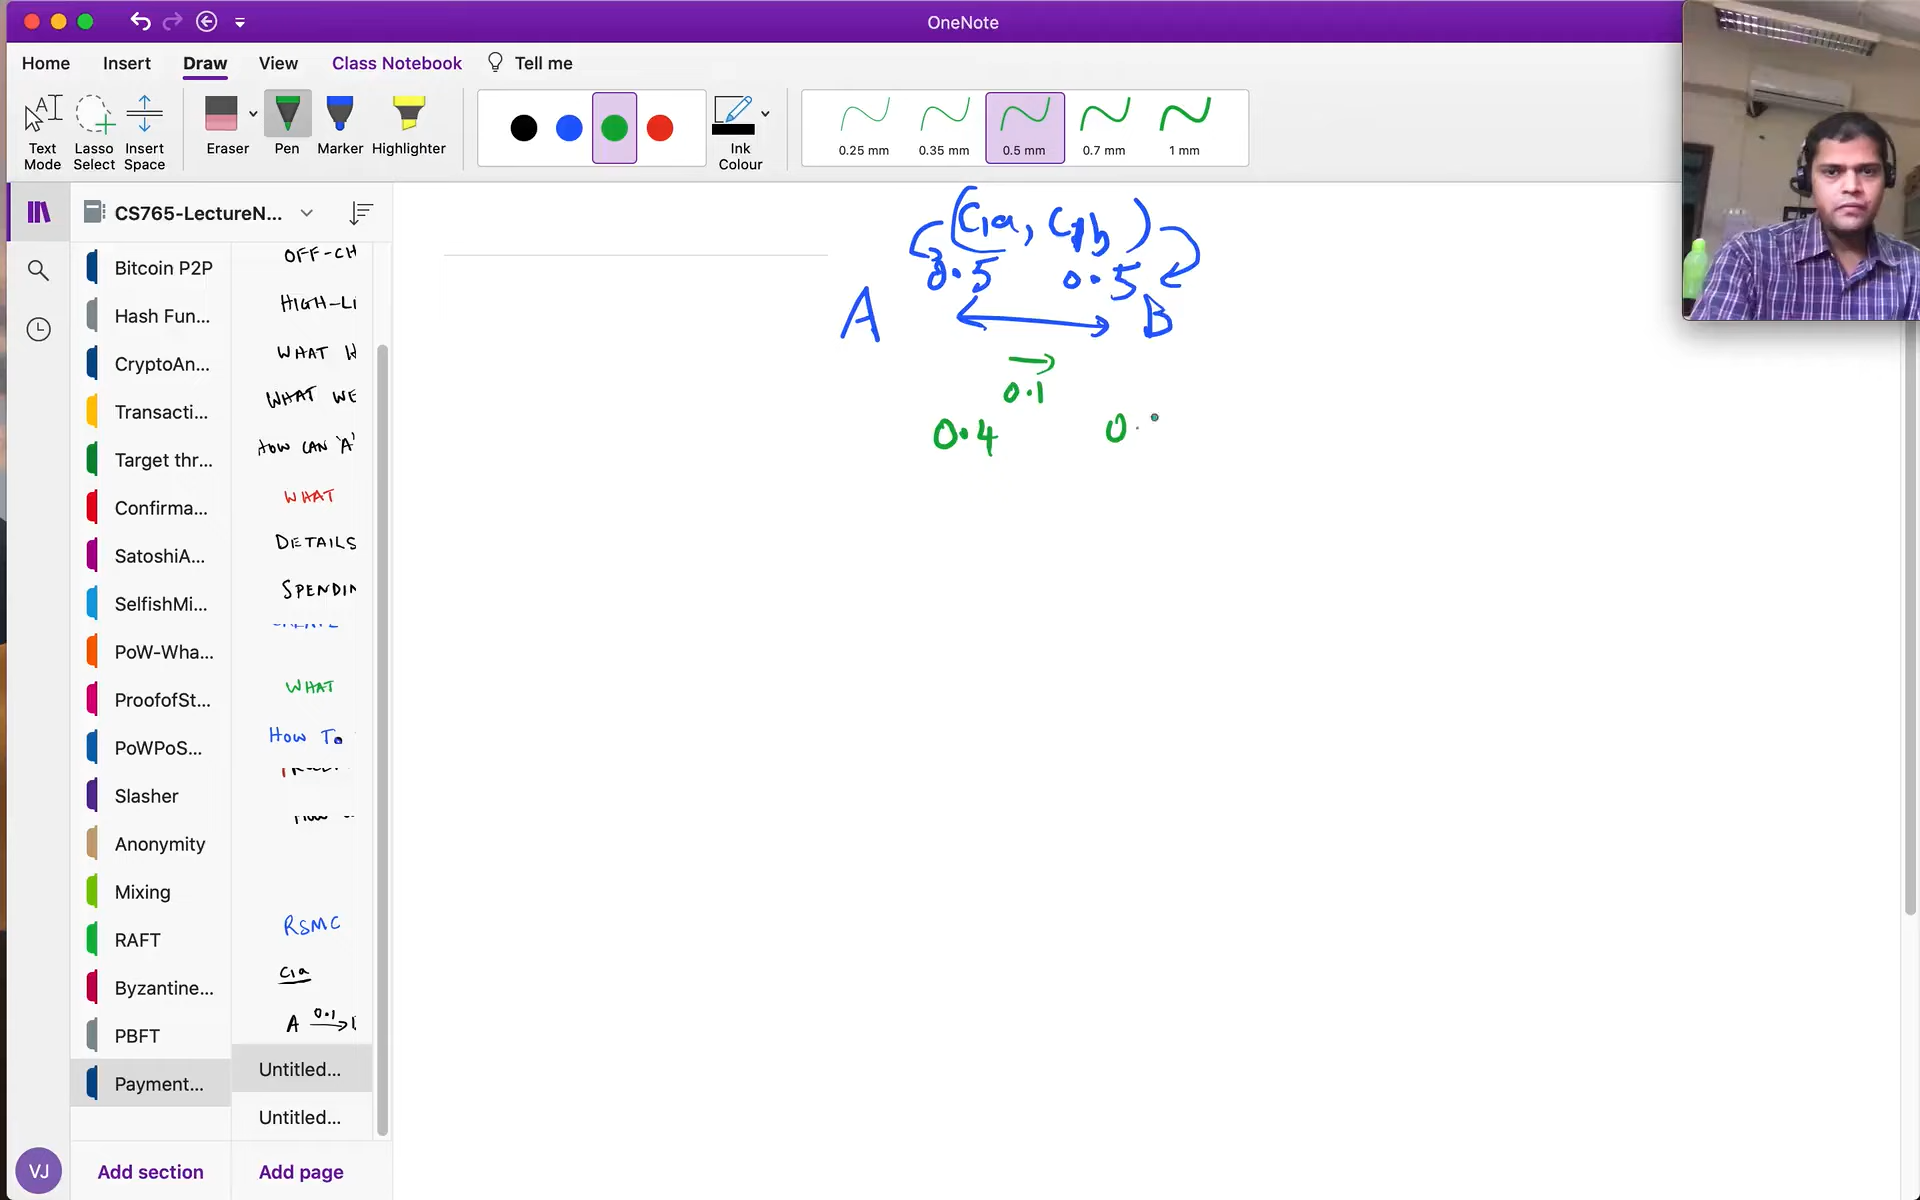 OneNote
Home Insert Draw View Class Notebook Tell me
Text Mode
Lasso Select
Insert Space
Eraser
Pen
Marker
Highlighter
Ink Colour
0.25 mm
0.35 mm
0.5 mm
0.7 mm
1 mm
CS765-LectureN...
Bitcoin P2P
Hash Fun...
CryptoAn...
Transacti...
Target thr...
Confirma...
SatoshiA...
SelfishMi...
PoW-Wha...
ProofofSt...
PoWPoS...
Slasher
Anonymity
Mixing
RAFT
Byzantine...
PBFT
Payment...
Add section
OFF-CH
HIGH-LI
WHAT H
WHAT WE
HOW CAN 'A'
WHAT
DETAILS
SPENDIN
WHAT
HOW TO
RSMC
C1a
A 0.1
Untitled...
Untitled...
Add page
VJ
(C1a, C1b)
0.5 0.5
A B
0.1
0.4 0.